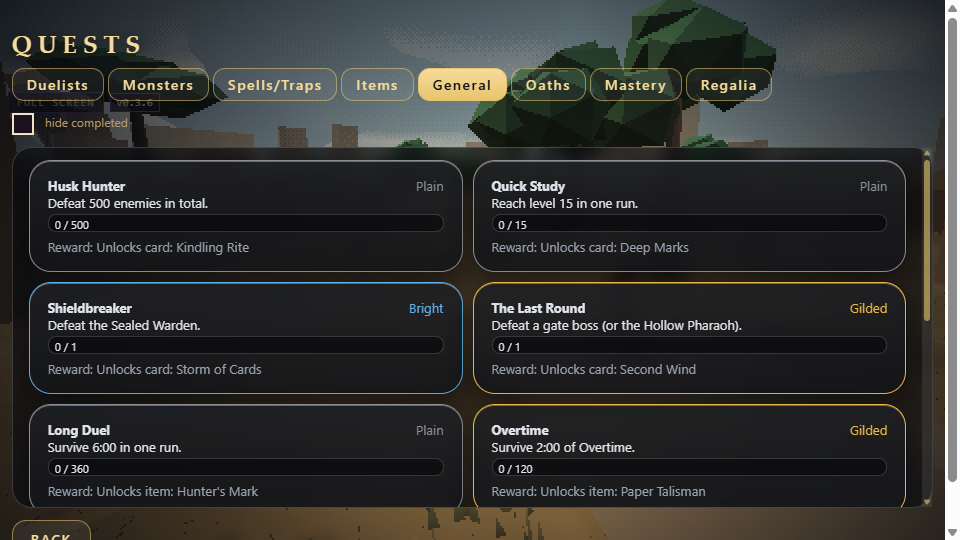 QUESTS
Duelists Monsters Spells/Traps Items General Oaths Mastery Regalia
FULL SCREEN v0.3.6
hide completed
Husk Hunter Plain
Defeat 500 enemies in total.
0 / 500
Reward: Unlocks card: Kindling Rite
Quick Study Plain
Reach level 15 in one run.
0 / 15
Reward: Unlocks card: Deep Marks
Shieldbreaker Bright
Defeat the Sealed Warden.
0 / 1
Reward: Unlocks card: Storm of Cards
The Last Round Gilded
Defeat a gate boss (or the Hollow Pharaoh).
0 / 1
Reward: Unlocks card: Second Wind
Long Duel Plain
Survive 6:00 in one run.
0 / 360
Reward: Unlocks item: Hunter's Mark
Overtime Gilded
Survive 2:00 of Overtime.
0 / 120
Reward: Unlocks item: Paper Talisman
BACK